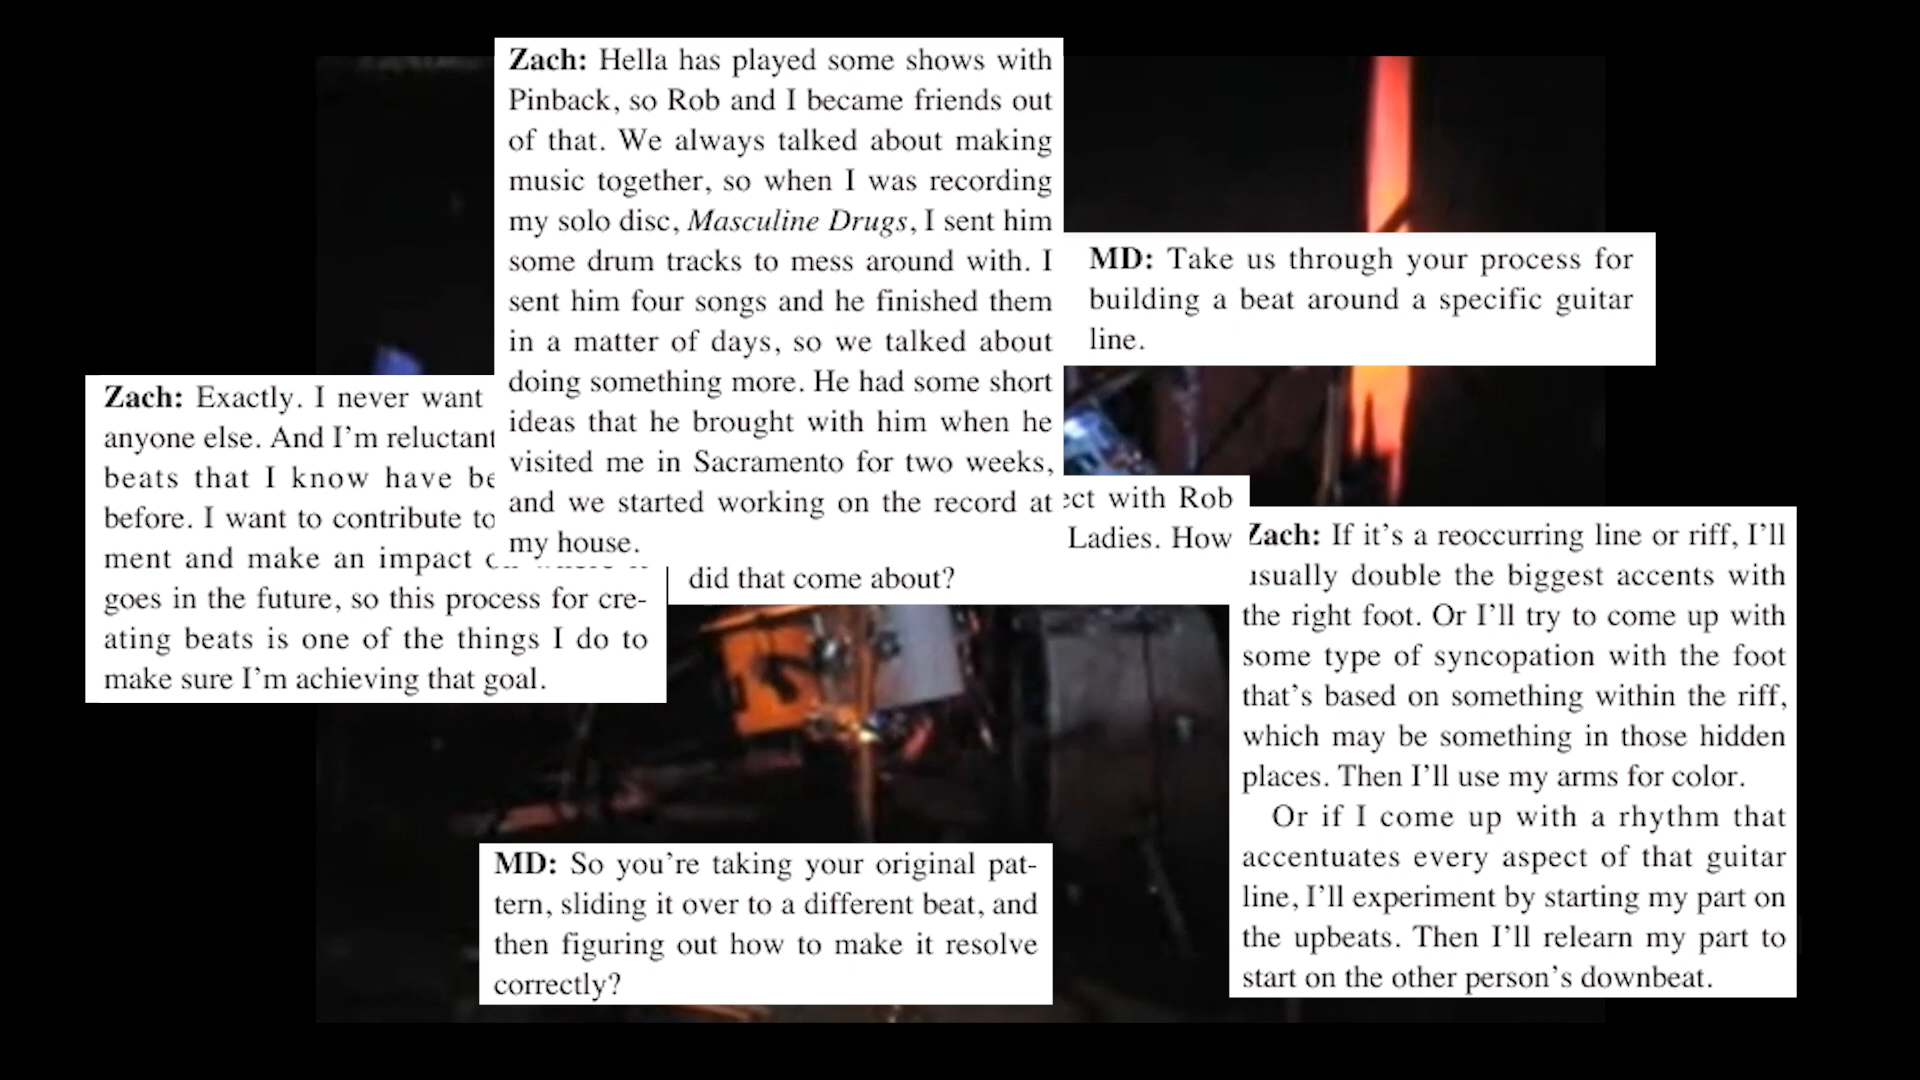 Zach: Hella has played some shows with
Pinback, so Rob and I became friends out
of that. We always talked about making
music together, so when I was recording
my solo disc, Masculine Drugs, I sent him
some drum tracks to mess around with. I
sent him four songs and he finished them
in a matter of days, so we talked about
doing something more. He had some short
ideas that he brought with him when he
visited me in Sacramento for two weeks,
and we started working on the record at
my house.
with Rob
Ladies. How
did that come about?
MD: Take us through your process for
building a beat around a specific guitar
line.
Zach: Exactly. I never want
anyone else. And I'm reluctant
beats that I know have
before. I want to contribute to
ment and make an impact
goes in the future, so this process for cre-
ating beats is one of the things I do to
make sure I'm achieving that goal.
Zach: If it's a reoccurring line or riff, I'll
usually double the biggest accents with
the right foot. Or I'll try to come up with
some type of syncopation with the foot
that's based on something within the riff,
which may be something in those hidden
places. Then I'll use my arms for color.
Or if I come up with a rhythm that
accentuates every aspect of that guitar
line, I'll experiment by starting my part on
the upbeats. Then I'll relearn my part to
start on the other person's downbeat.
MD: So you're taking your original pat-
tern, sliding it over to a different beat, and
then figuring out how to make it resolve
correctly?